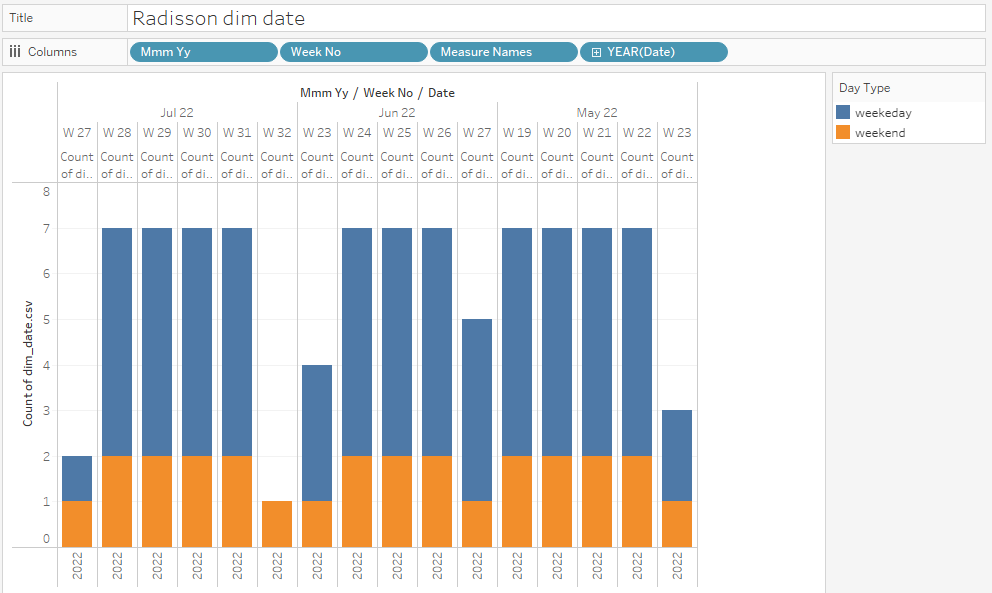 Title Radisson dim date
Columns Mmm Yy Week No Measure Names YEAR(Date)
Mmm Yy / Week No / Date
Jul 22 Jun 22 May 22
W 27 W 28 W 29 W 30 W 31 W 32 W 23 W 24 W 25 W 26 W 27 W 19 W 20 W 21 W 22 W 23
Count Count Count Count Count Count Count Count Count Count Count Count Count Count Count Count
of di.. of di.. of di.. of di.. of di.. of di.. of di.. of di.. of di.. of di.. of di.. of di.. of di.. of di.. of di.. of di..
8
7
6
5
4
3
2
1
0
Count of dim_date.csv
2022 2022 2022 2022 2022 2022 2022 2022 2022 2022 2022 2022 2022 2022 2022 2022
Day Type
weekeday
weekend